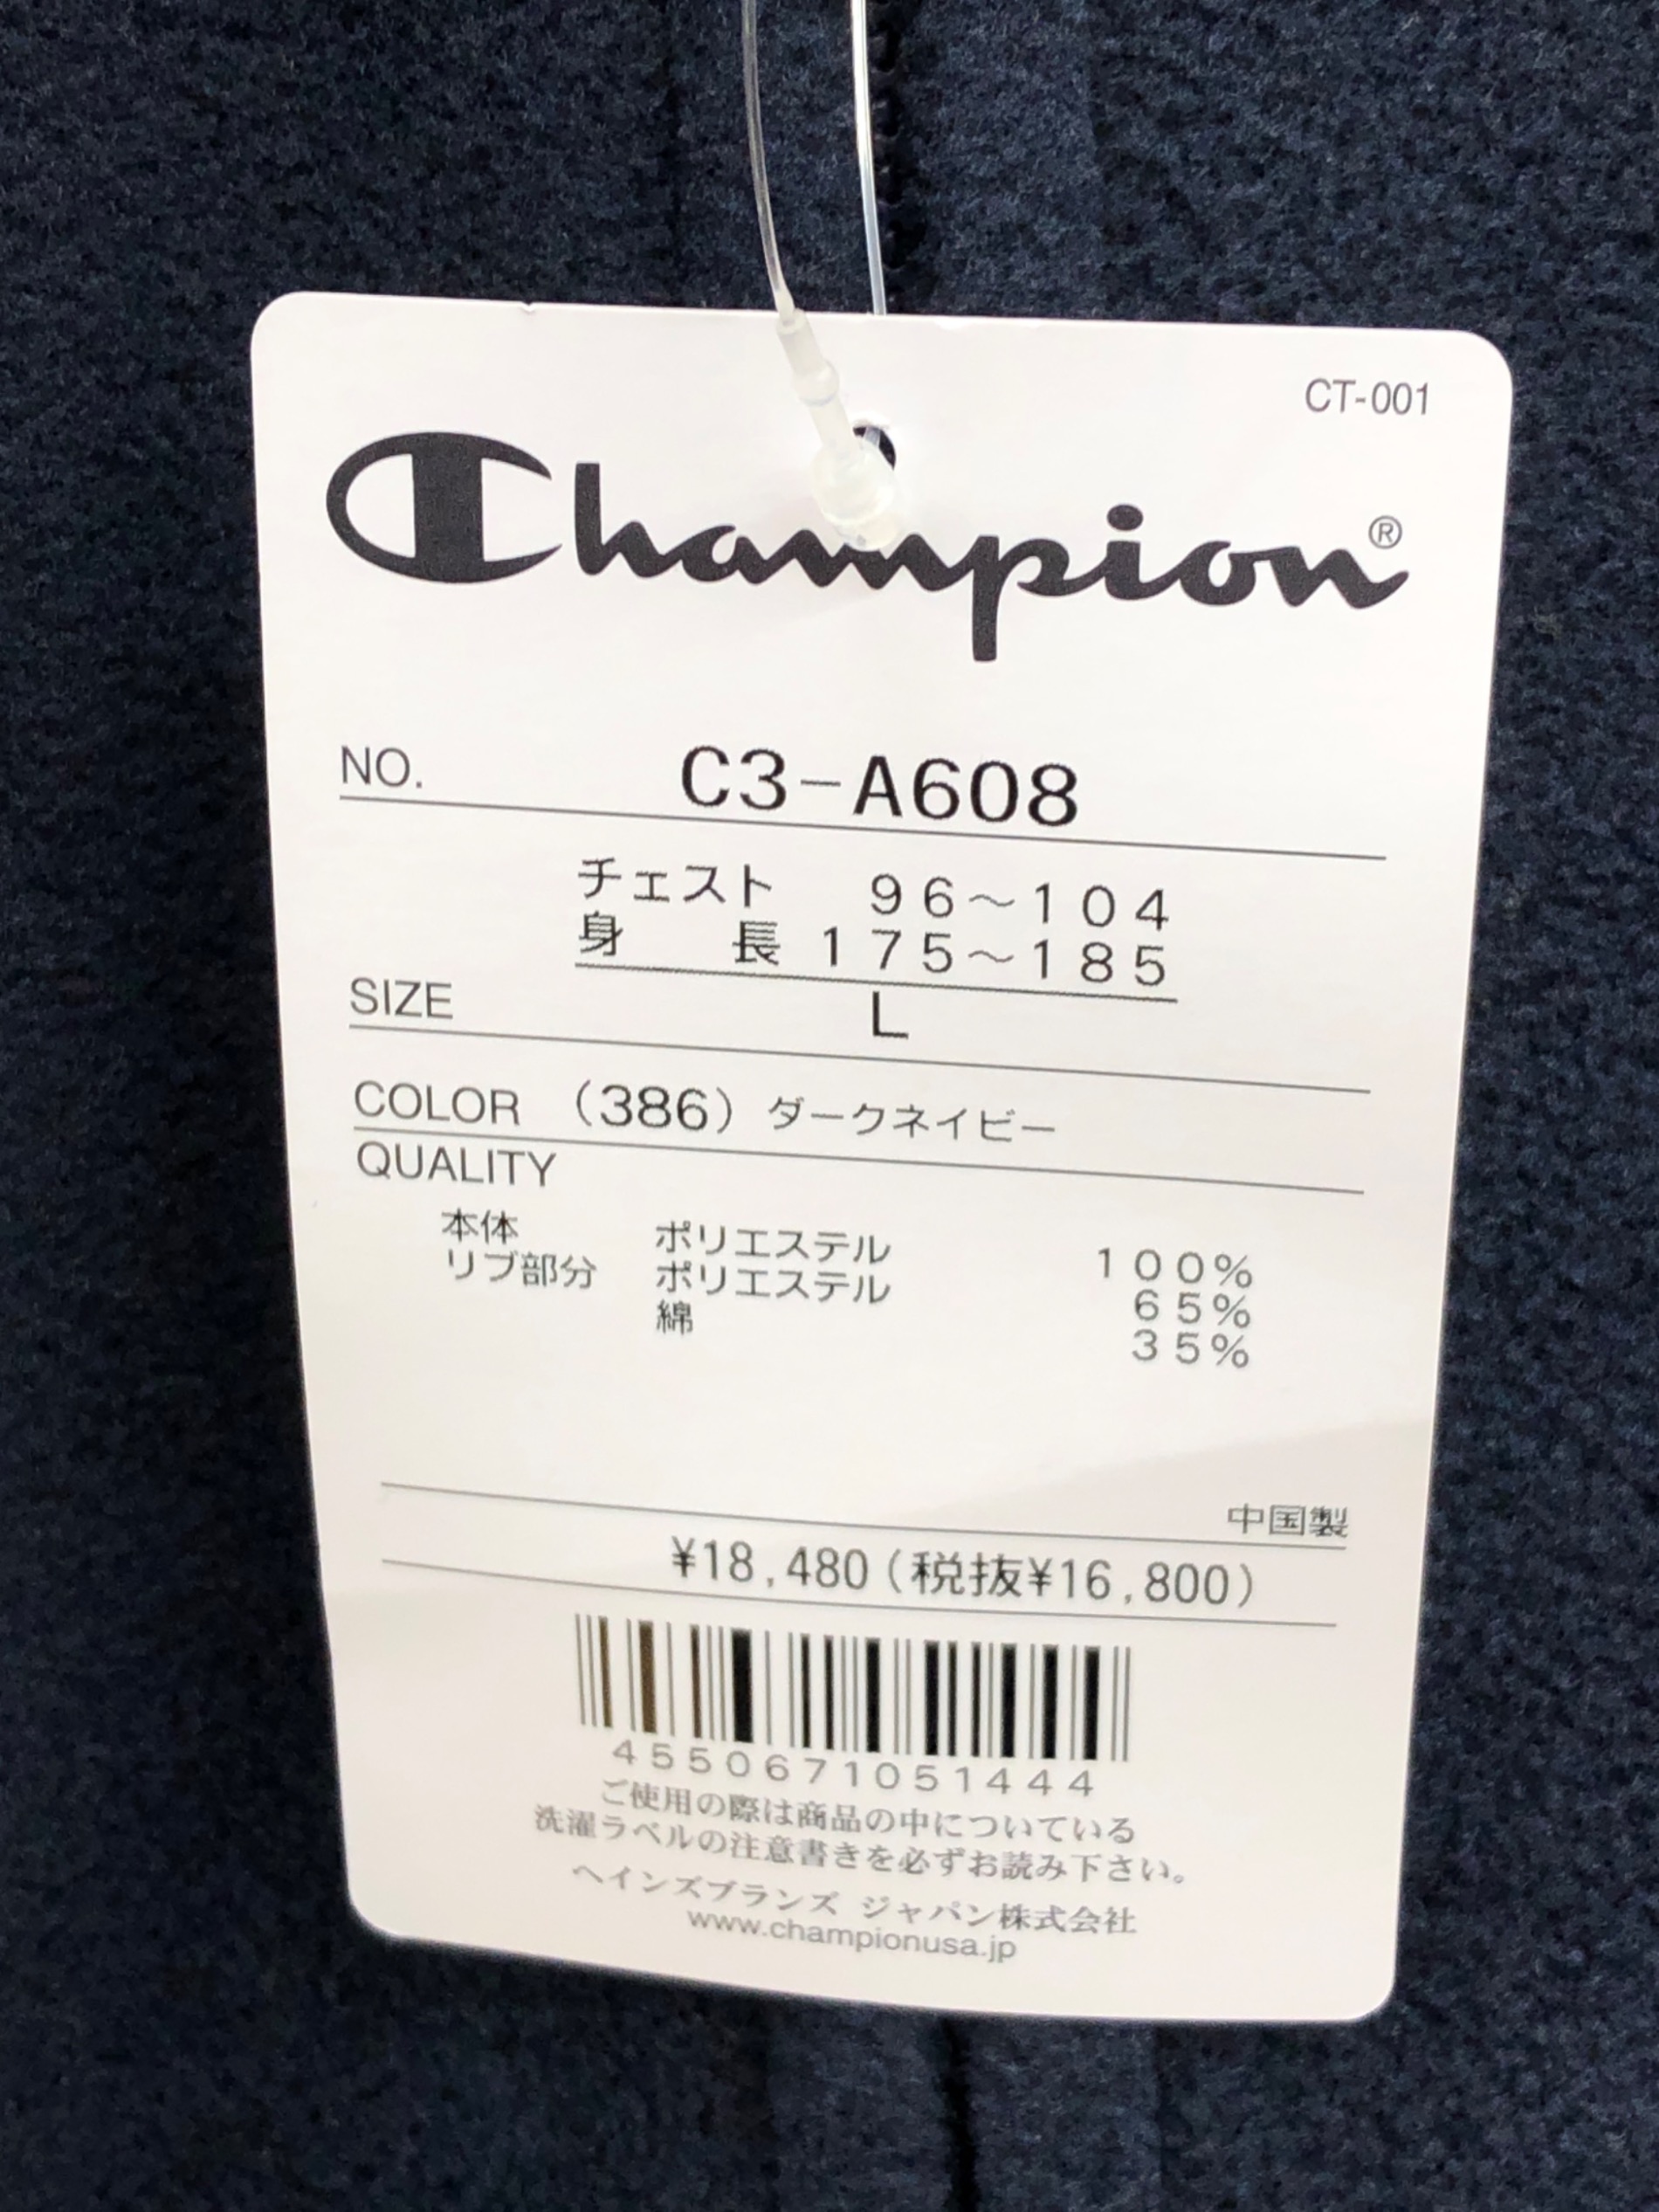 CT-001
Champion®
NO. C3-A608
チェスト 96～104
身長 175～185
SIZE L
COLOR (386) ダークネイビー
QUALITY
本体 ポリエステル 100%
リブ部分 ポリエステル 65%
綿 35%
中国製
¥18,480(税抜¥16,800)
4550671051444
ご使用の際は商品の中についている
洗濯ラベルの注意書きを必ずお読み下さい。
ヘインズブランズ ジャパン株式会社
www.championusa.jp